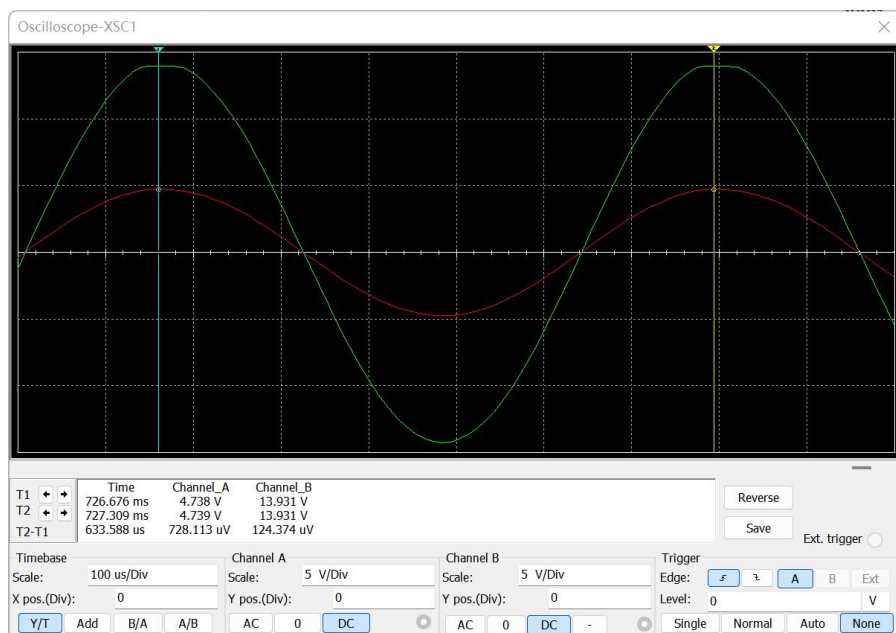 Oscilloscope-XSC1
Time Channel_A Channel_B
T1 726.676 ms 4.738 V 13.931 V
T2 727.309 ms 4.739 V 13.931 V
T2-T1 633.588 us 728.113 uV 124.374 uV
Reverse
Save
Ext. trigger
Timebase
Scale: 100 us/Div
X pos.(Div): 0
Y/T Add B/A A/B
Channel A
Scale: 5 V/Div
Y pos.(Div): 0
AC 0 DC
Channel B
Scale: 5 V/Div
Y pos.(Div): 0
AC 0 DC -
Trigger
Edge: A B Ext
Level: 0 V
Single Normal Auto None